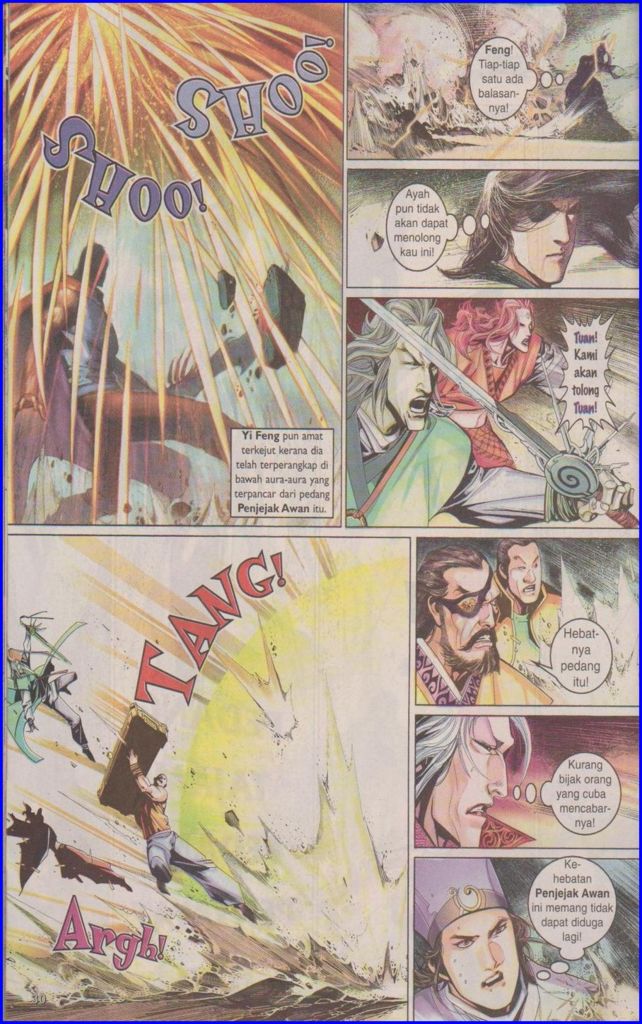 SHOO!
SHOO!
Yi Feng pun amat
terkejut kerana dia
telah terperangkap di
bawah aura-aura yang
terpancar dari pedang
Penjejak Awan itu.
Feng!
Tiap-tiap
satu ada
balasan-
nya!
Ayah
pun tidak
akan dapat
menolong
kau ini!
Tuan!
Kami
akan
tolong
Tuan!
TANG!
Argh!
Hebat-
nya
pedang
itu!
Kurang
bijak orang
yang cuba
mencabar-
nya!
Ke-
hebatan
Penjejak Awan
ini memang tidak
dapat diduga
lagi!
30